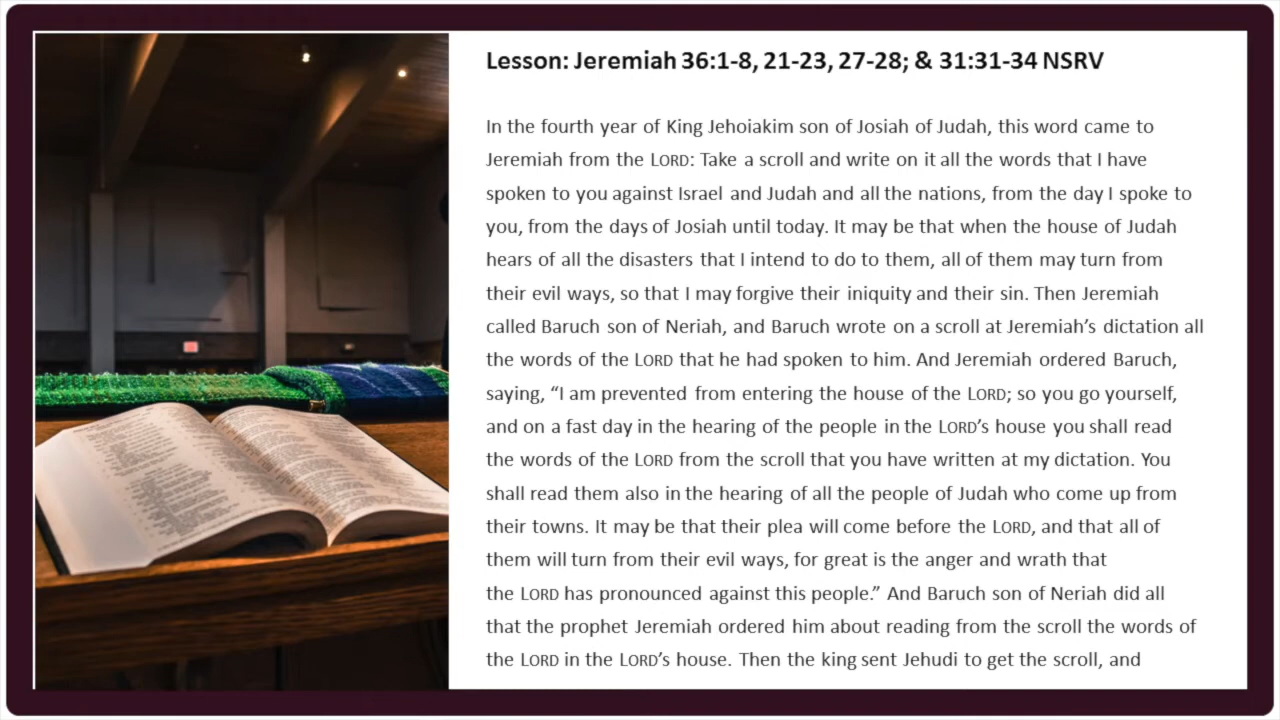 Lesson: Jeremiah 36:1-8, 21-23, 27-28; & 31:31-34 NSRV
In the fourth year of King Jehoiakim son of Josiah of Judah, this word came to
Jeremiah from the LORD: Take a scroll and write on it all the words that I have
spoken to you against Israel and Judah and all the nations, from the day I spoke to
you, from the days of Josiah until today. It may be that when the house of Judah
hears of all the disasters that I intend to do to them, all of them may turn from
their evil ways, so that I may forgive their iniquity and their sin. Then Jeremiah
called Baruch son of Neriah, and Baruch wrote on a scroll at Jeremiah’s dictation all
the words of the LORD that he had spoken to him. And Jeremiah ordered Baruch,
saying, “I am prevented from entering the house of the LORD; so you go yourself,
and on a fast day in the hearing of the people in the LORD’s house you shall read
the words of the LORD from the scroll that you have written at my dictation. You
shall read them also in the hearing of all the people of Judah who come up from
their towns. It may be that their plea will come before the LORD, and that all of
them will turn from their evil ways, for great is the anger and wrath that
the LORD has pronounced against this people.” And Baruch son of Neriah did all
that the prophet Jeremiah ordered him about reading from the scroll the words of
the LORD in the LORD’s house. Then the king sent Jehudi to get the scroll, and